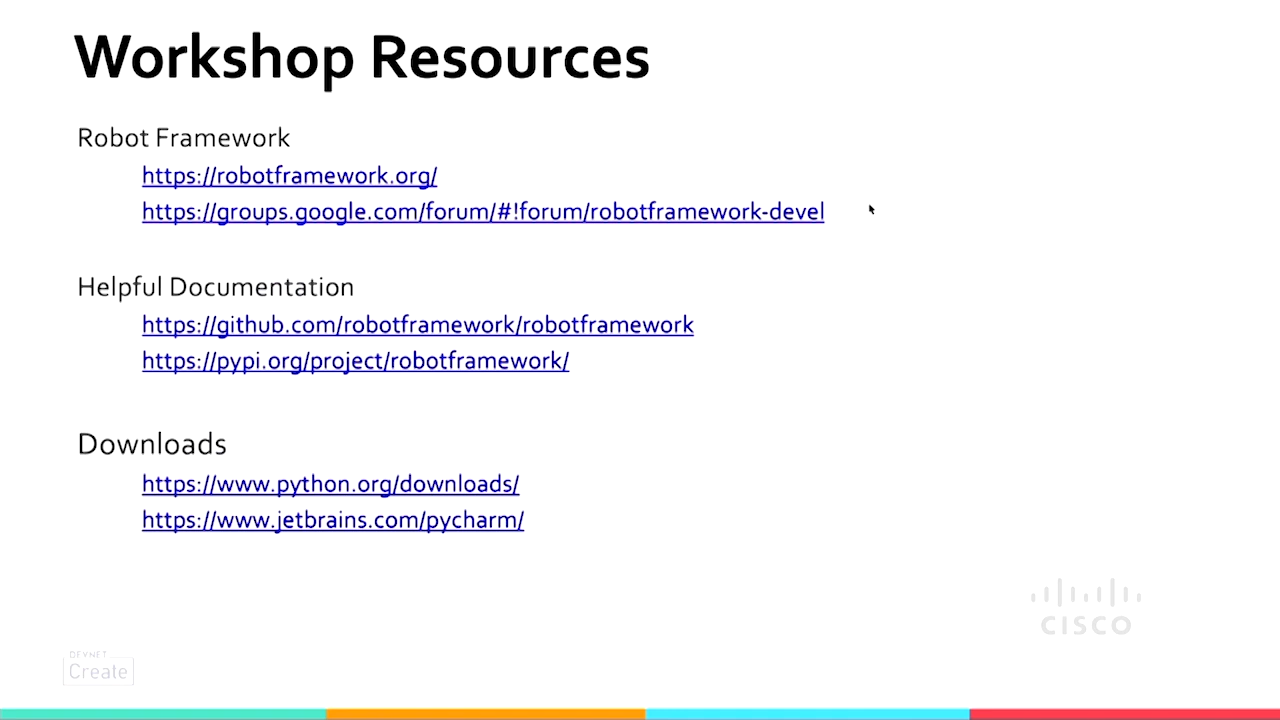 Workshop Resources
Robot Framework
https://robotframework.org/
https://groups.google.com/forum/#!forum/robotframework-devel
Helpful Documentation
https://github.com/robotframework/robotframework
https://pypi.org/project/robotframework/
Downloads
https://www.python.org/downloads/
https://www.jetbrains.com/pycharm/
CISCO
DEVNET
Create